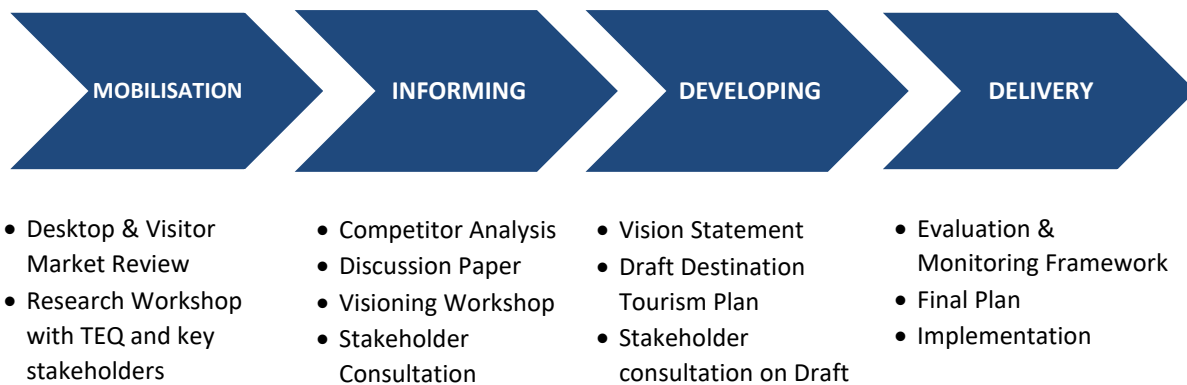 MOBILISATION
INFORMING
DEVELOPING
DELIVERY
• Desktop & Visitor
Market Review
• Research Workshop
with TEQ and key
stakeholders
• Competitor Analysis
• Discussion Paper
• Visioning Workshop
• Stakeholder
Consultation
• Vision Statement
• Draft Destination
Tourism Plan
• Stakeholder
consultation on Draft
• Evaluation &
Monitoring Framework
• Final Plan
• Implementation